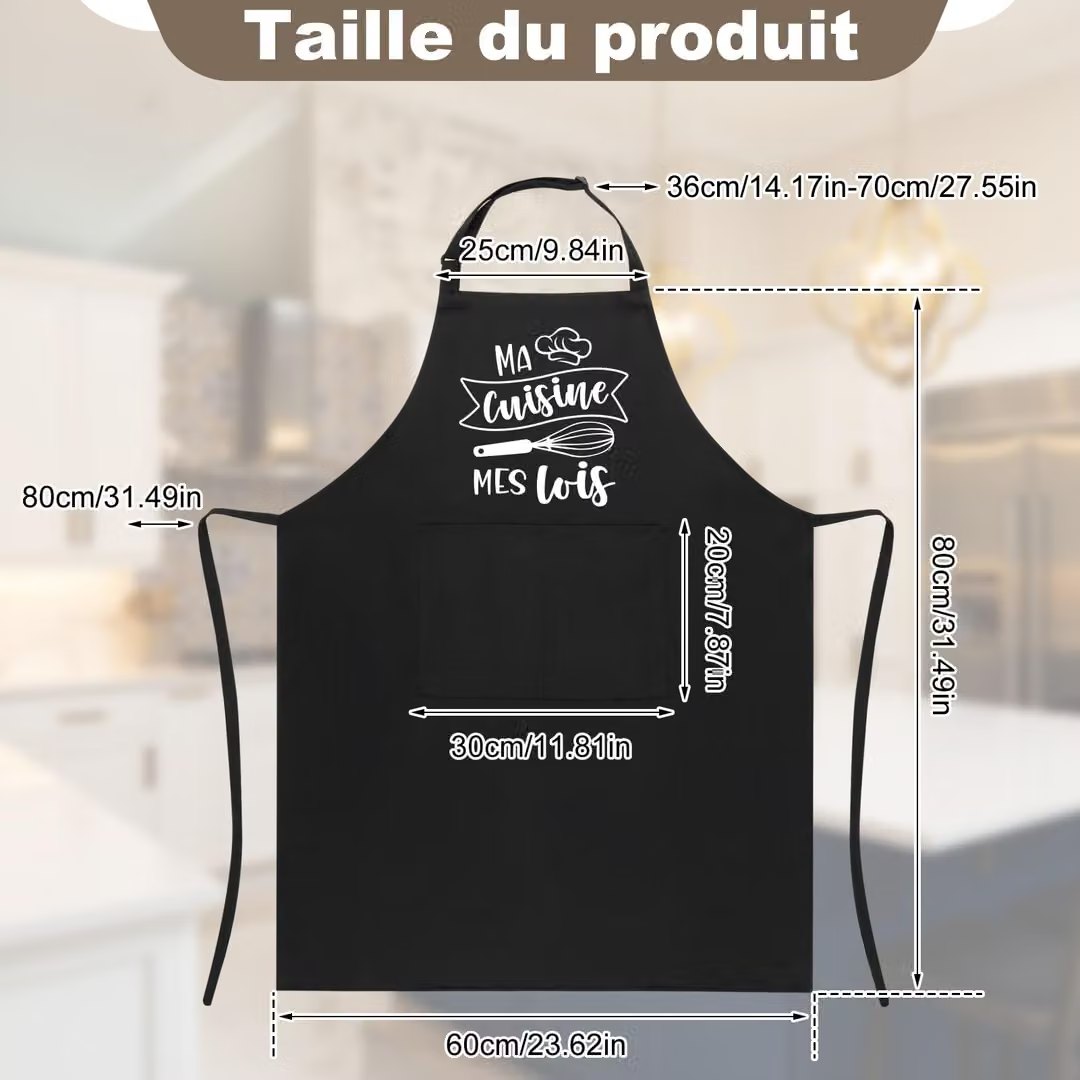 Taille du produit
36cm/14.17in-70cm/27.55in
25cm/9.84in
MA
Cuisine
MES lois
80cm/31.49in
20cm/7.87in
80cm/31.49in
30cm/11.81in
60cm/23.62in